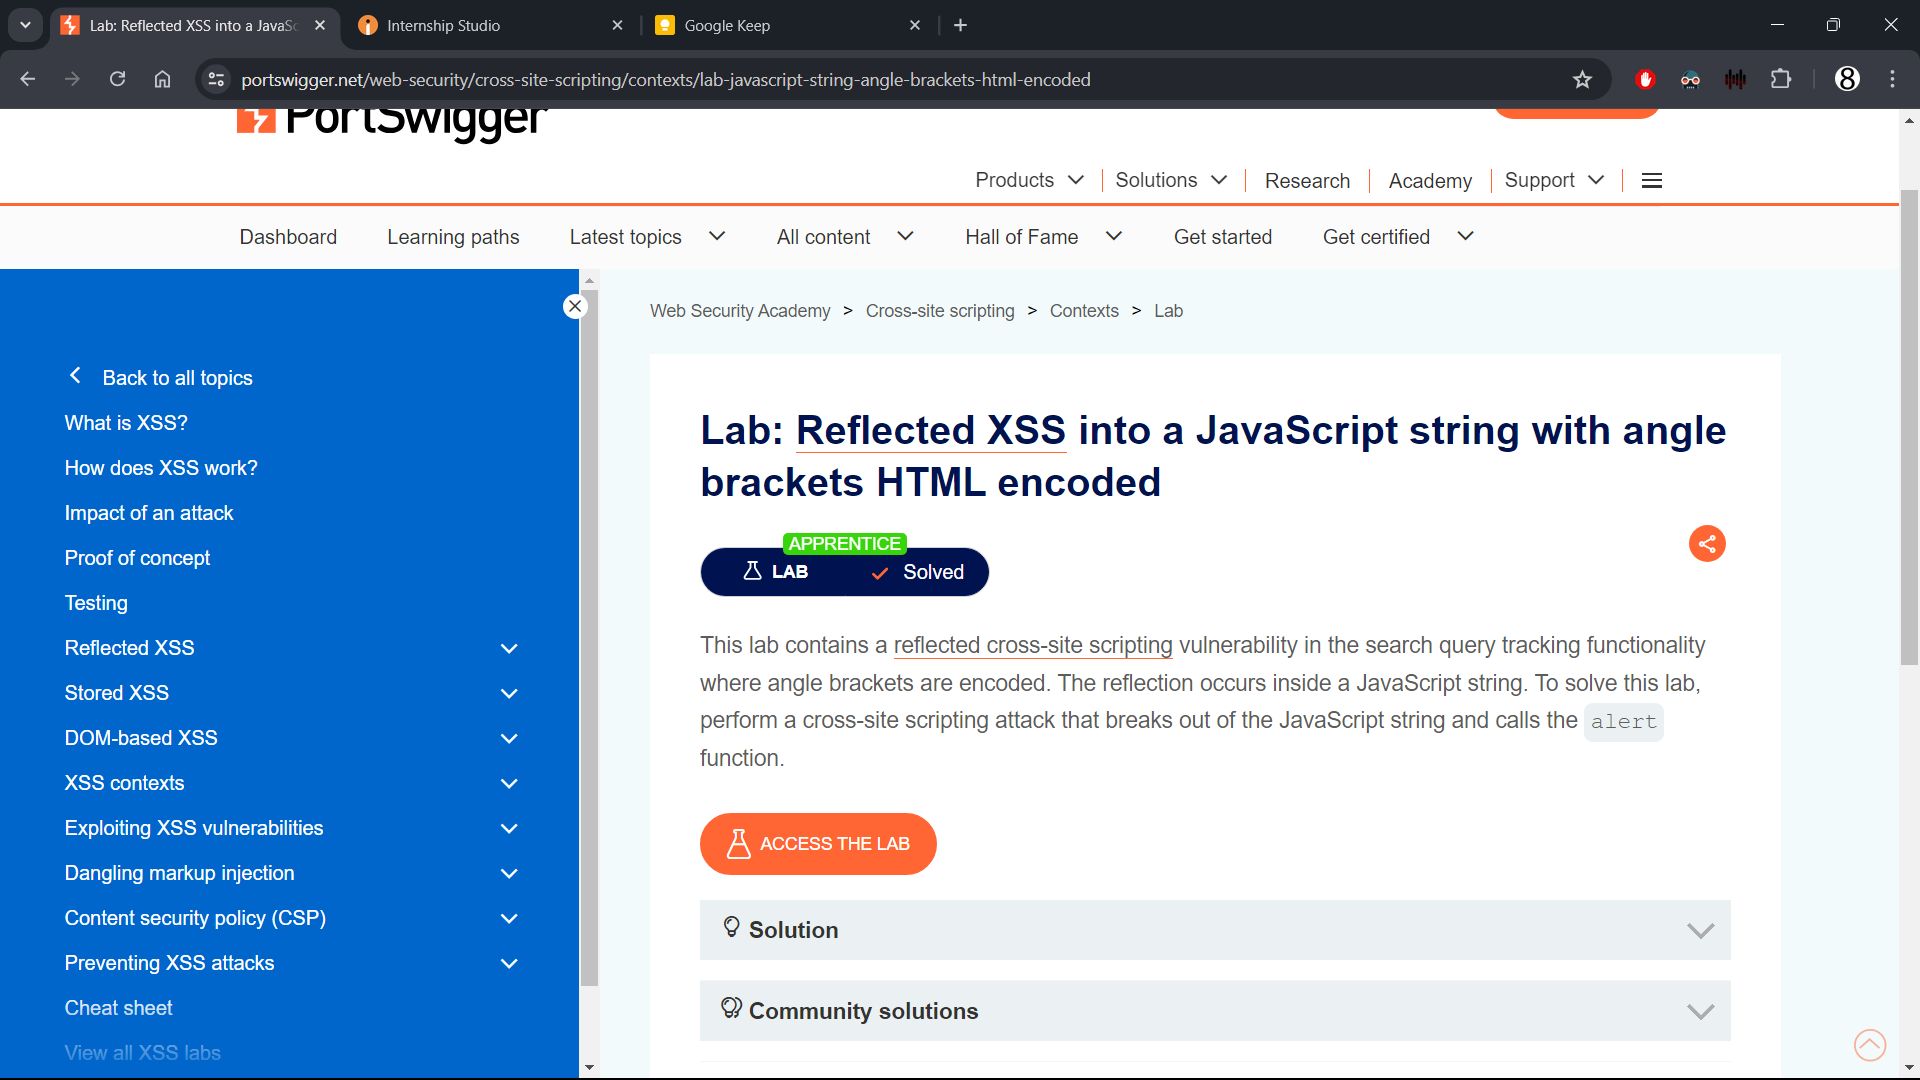 Lab: Reflected XSS into a JavaSc
Internship Studio
Google Keep
portswigger.net/web-security/cross-site-scripting/contexts/lab-javascript-string-angle-brackets-html-encoded
PortSwigger
Products
Solutions
Research
Academy
Support
Dashboard
Learning paths
Latest topics
All content
Hall of Fame
Get started
Get certified
Back to all topics
What is XSS?
How does XSS work?
Impact of an attack
Proof of concept
Testing
Reflected XSS
Stored XSS
DOM-based XSS
XSS contexts
Exploiting XSS vulnerabilities
Dangling markup injection
Content security policy (CSP)
Preventing XSS attacks
Cheat sheet
View all XSS labs
Web Security Academy > Cross-site scripting > Contexts > Lab
Lab: Reflected XSS into a JavaScript string with angle
brackets HTML encoded
APPRENTICE
LAB
Solved
This lab contains a reflected cross-site scripting vulnerability in the search query tracking functionality
where angle brackets are encoded. The reflection occurs inside a JavaScript string. To solve this lab,
perform a cross-site scripting attack that breaks out of the JavaScript string and calls the alert
function.
ACCESS THE LAB
Solution
Community solutions